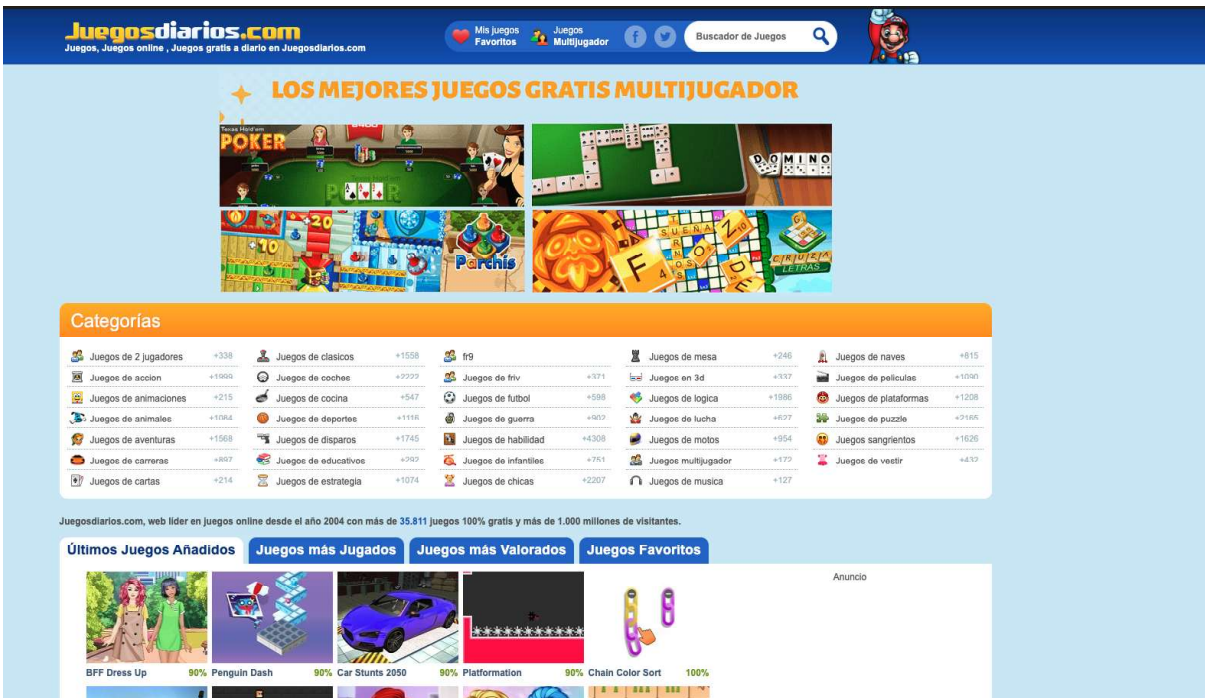 Juegosdiarios.com
Juegos, Juegos online , Juegos gratis a diario en Juegosdiarios.com
Mis juegos
Favoritos
Juegos
Multijugador
Buscador de Juegos
LOS MEJORES JUEGOS GRATIS MULTIJUGADOR
Texas Hold'em
POKER
DOMINO
+20
+10
Parchís
SUEÑA
CRUZA
LETRAS
Categorías
Juegos de 2 jugadores +338
Juegos de clasicos +1558
fr9
Juegos de mesa +246
Juegos de naves +815
Juegos de accion +1999
Juegos de coches +2222
Juegos de friv +371
Juegos en 3d +337
Juegos de peliculas +1090
Juegos de animaciones +215
Juegos de cocina +547
Juegos de futbol +598
Juegos de logica +1986
Juegos de plataformas +1208
Juegos de animales +1084
Juegos de deportes +1116
Juegos de guerra +902
Juegos de lucha +627
Juegos de puzzle +2165
Juegos de aventuras +1568
Juegos de disparos +1745
Juegos de habilidad +4308
Juegos de motos +954
Juegos sangrientos +1626
Juegos de carreras +897
Juegos de educativos +292
Juegos de infantiles +751
Juegos multijugador +172
Juegos de vestir +432
Juegos de cartas +214
Juegos de estrategia +1074
Juegos de chicas +2207
Juegos de musica +127
Juegosdiarios.com, web líder en juegos online desde el año 2004 con más de 35.811 juegos 100% gratis y más de 1.000 millones de visitantes.
Últimos Juegos Añadidos
Juegos más Jugados
Juegos más Valorados
Juegos Favoritos
Anuncio
BFF Dress Up 90%
Penguin Dash 90%
Car Stunts 2050 90%
Platformation 90%
Chain Color Sort 100%